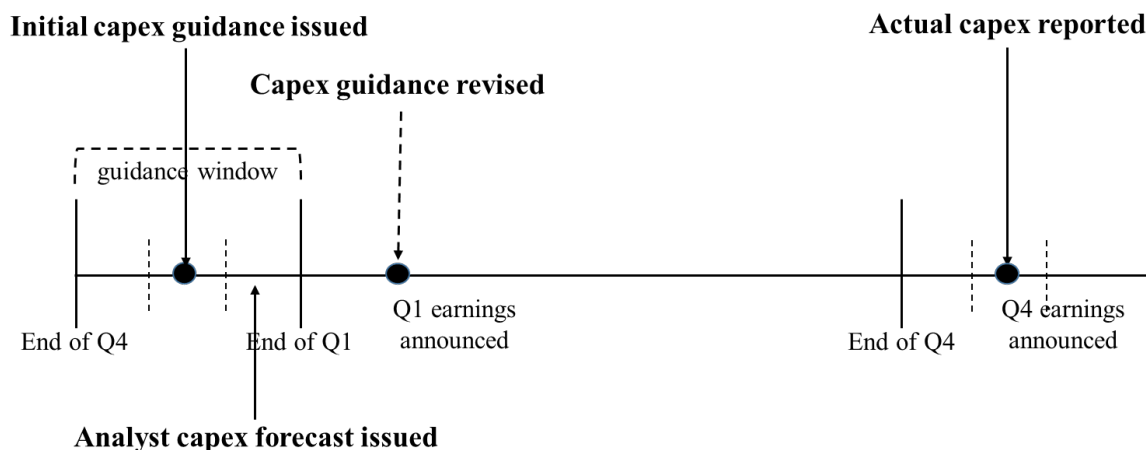 Initial capex guidance issued
Actual capex reported
Capex guidance revised
guidance window
Q1 earnings
announced
Q4 earnings
announced
End of Q4
End of Q1
End of Q4
Analyst capex forecast issued